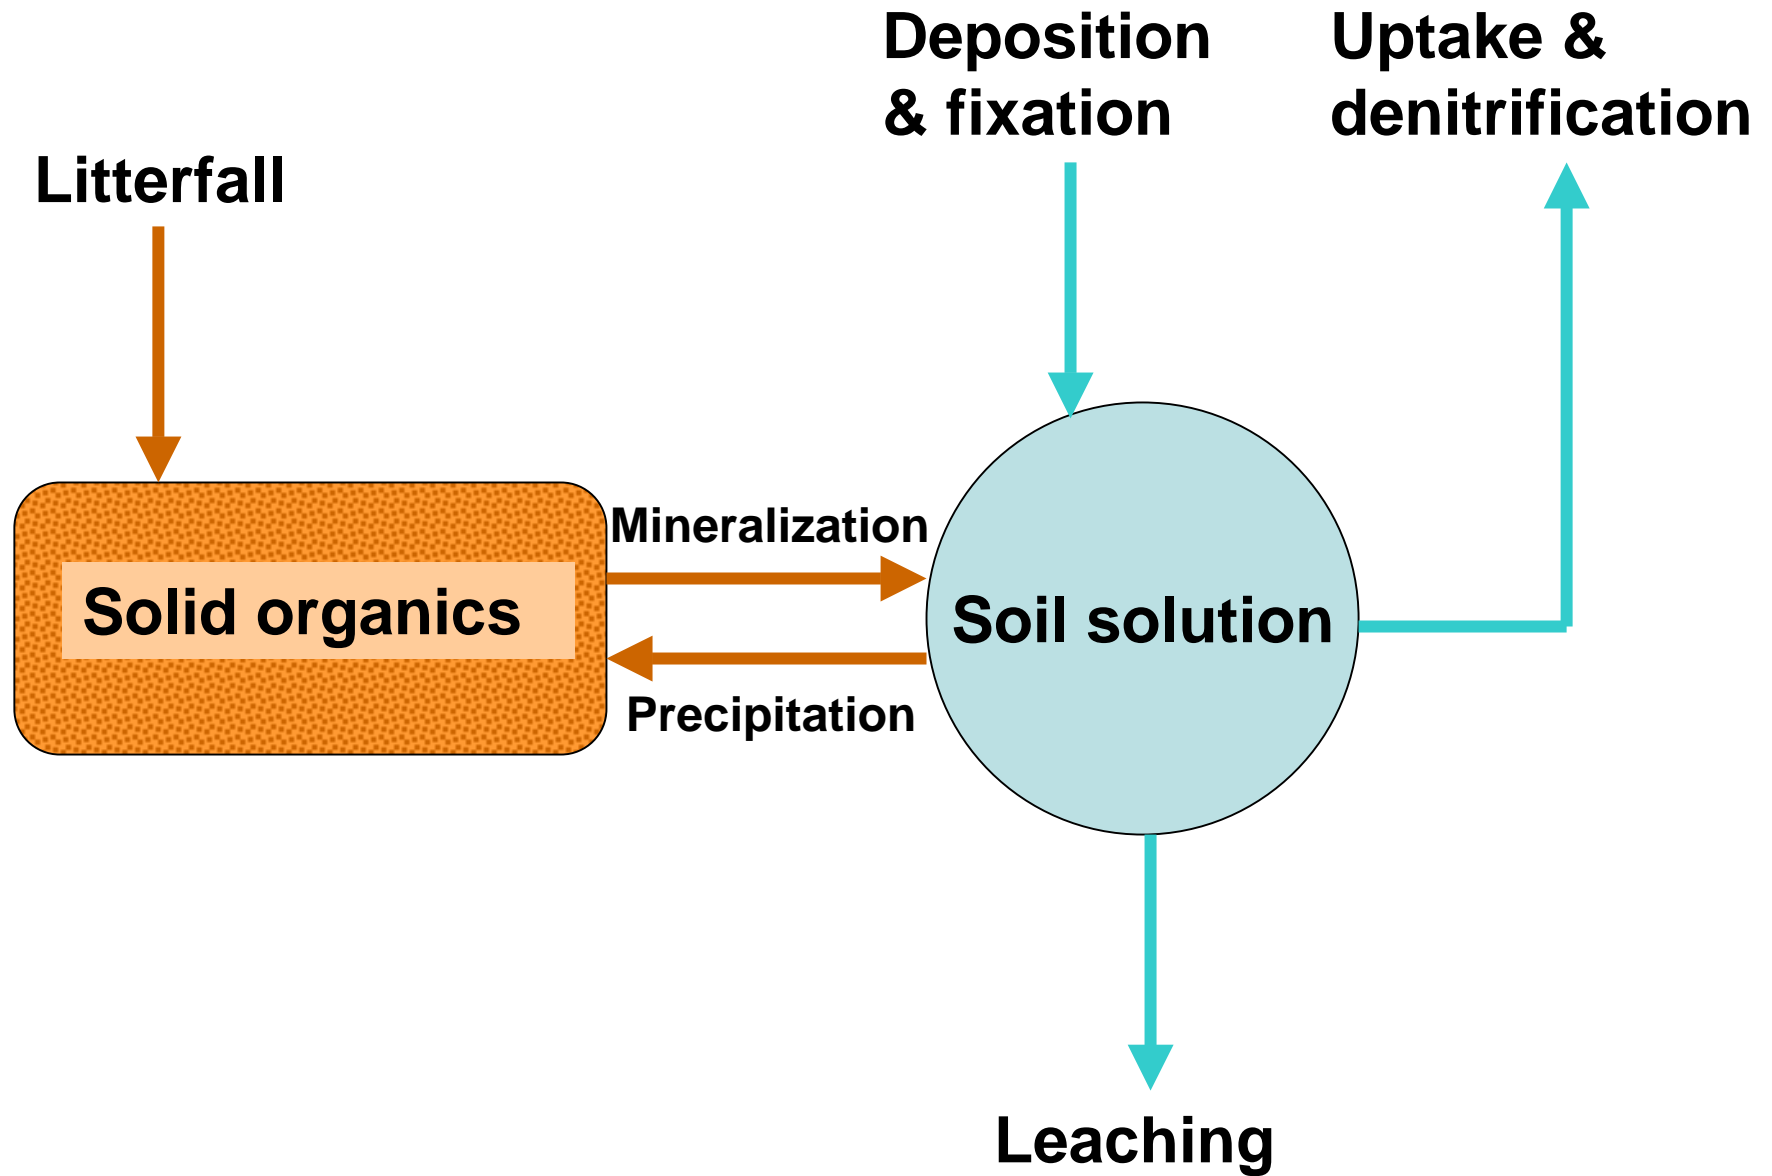 Deposition
& fixation
Uptake &
denitrification
Litterfall
Mineralization
Solid organics
Soil solution
Precipitation
Leaching